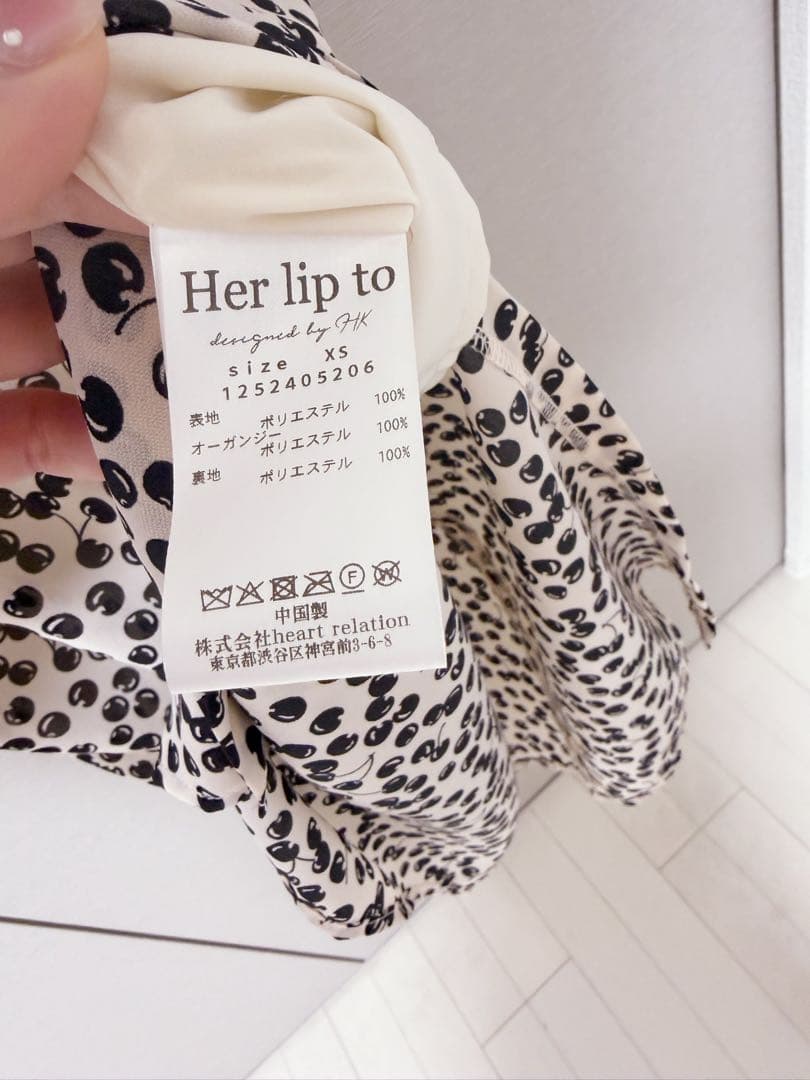 Her lip to
designed by HK
size XS
1252405206
表地 ポリエステル 100%
オーガンジー ポリエステル 100%
裏地 ポリエステル 100%
F
W
中国製
株式会社heart relation
東京都渋谷区神宮前3-6-8